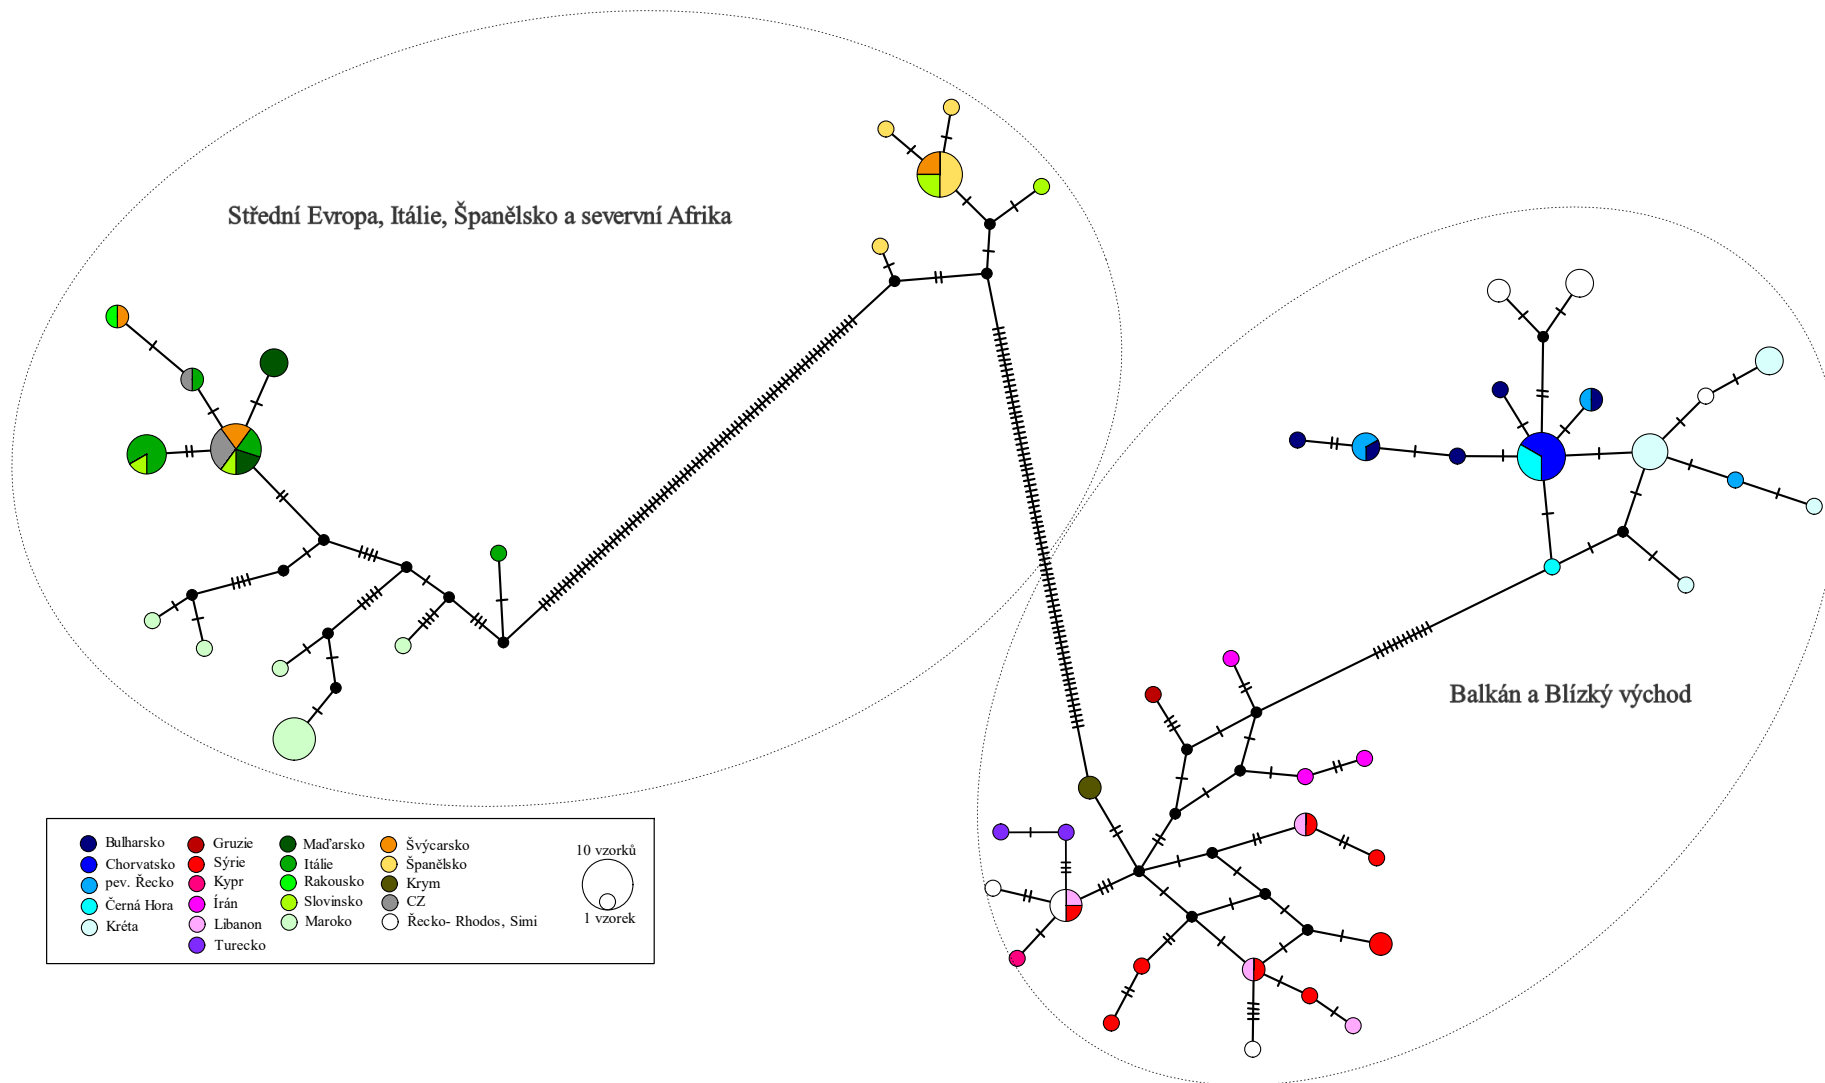 Střední Evropa, Itálie, Španělsko a severvní Afrika
Balkán a Blízký východ
Bulharsko
Chorvatsko
pev. Řecko
Černá Hora
Kréta
Gruzie
Sýrie
Kypr
Írán
Libanon
Turecko
Maďarsko
Itálie
Rakousko
Slovinsko
Maroko
Švýcarsko
Španělsko
Krym
CZ
Řecko- Rhodos, Simi
10 vzorků
1 vzorek